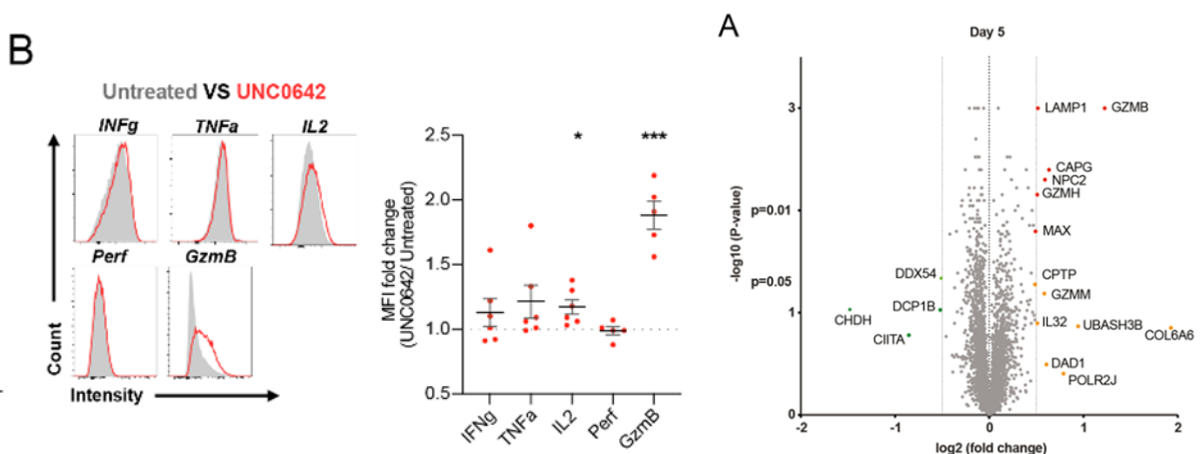 B
Untreated VS UNC0642
INFg
TNFa
IL2
Perf
GzmB
Count
Intensity
MFI fold change
(UNC0642/ Untreated)
2.5
2.0
1.5
1.0
0.5
*
***
IFNg
TNFa
IL2
Perf
GzmB
A
Day 5
-log10 (P-value)
3
p=0.01
p=0.05
1
0
LAMP1
GZMB
CAPG
NPC2
GZMH
MAX
DDX54
CPTP
GZMM
DCP1B
CHDH
IL32
UBASH3B
CIITA
COL6A6
DAD1
POLR2J
-2
-1
0
1
2
log2 (fold change)